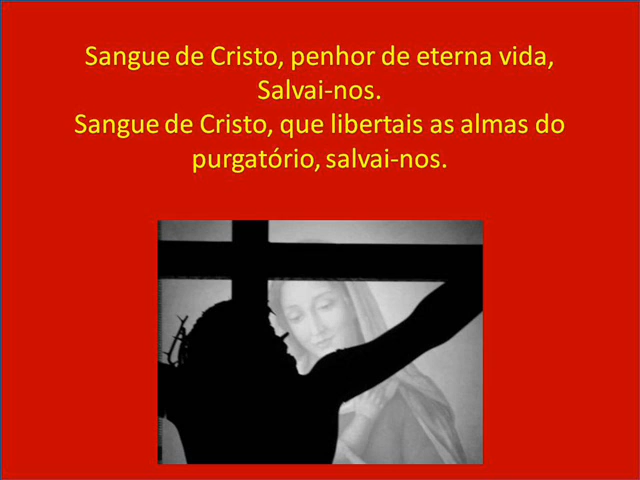 Sangue de Cristo, penhor de eterna vida,
Salvai-nos.
Sangue de Cristo, que libertais as almas do
purgatório, salvai-nos.